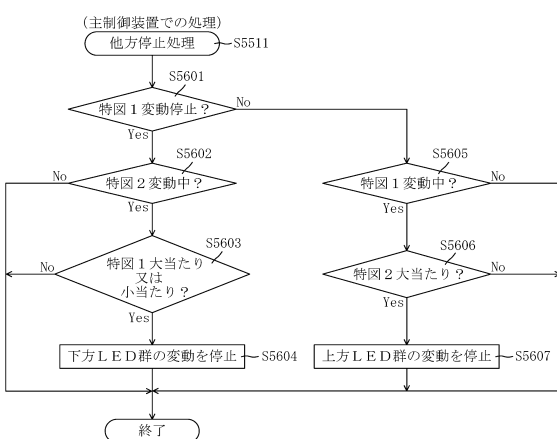 (主制御装置での処理)
他方停止処理
S5511
S5601
特図１変動停止？
No
Yes
S5602
No
特図２変動中？
Yes
S5605
特図１変動中？
No
Yes
S5603
No
特図１大当たり
又は
小当たり？
Yes
S5606
特図２大当たり？
No
Yes
下方ＬＥＤ群の変動を停止
S5604
上方ＬＥＤ群の変動を停止
S5607
終了